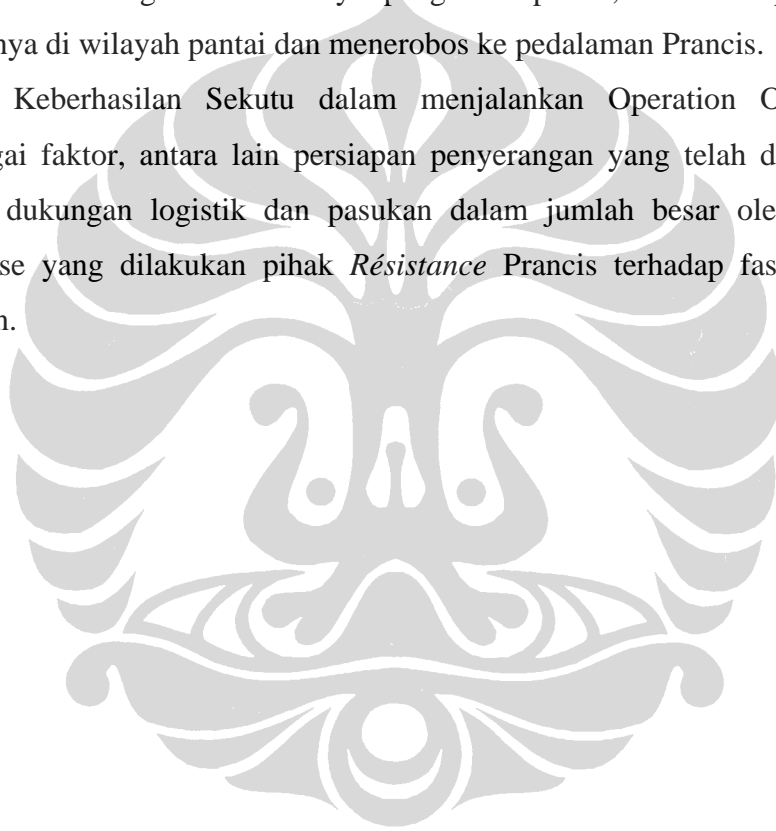 nya di wilayah pantai dan menerobos ke pedalaman Prancis.
Keberhasilan Sekutu dalam menjalankan Operation O
gai faktor, antara lain persiapan penyerangan yang telah d
dukungan logistik dan pasukan dalam jumlah besar ole
se yang dilakukan pihak Résistance Prancis terhadap fas
n.